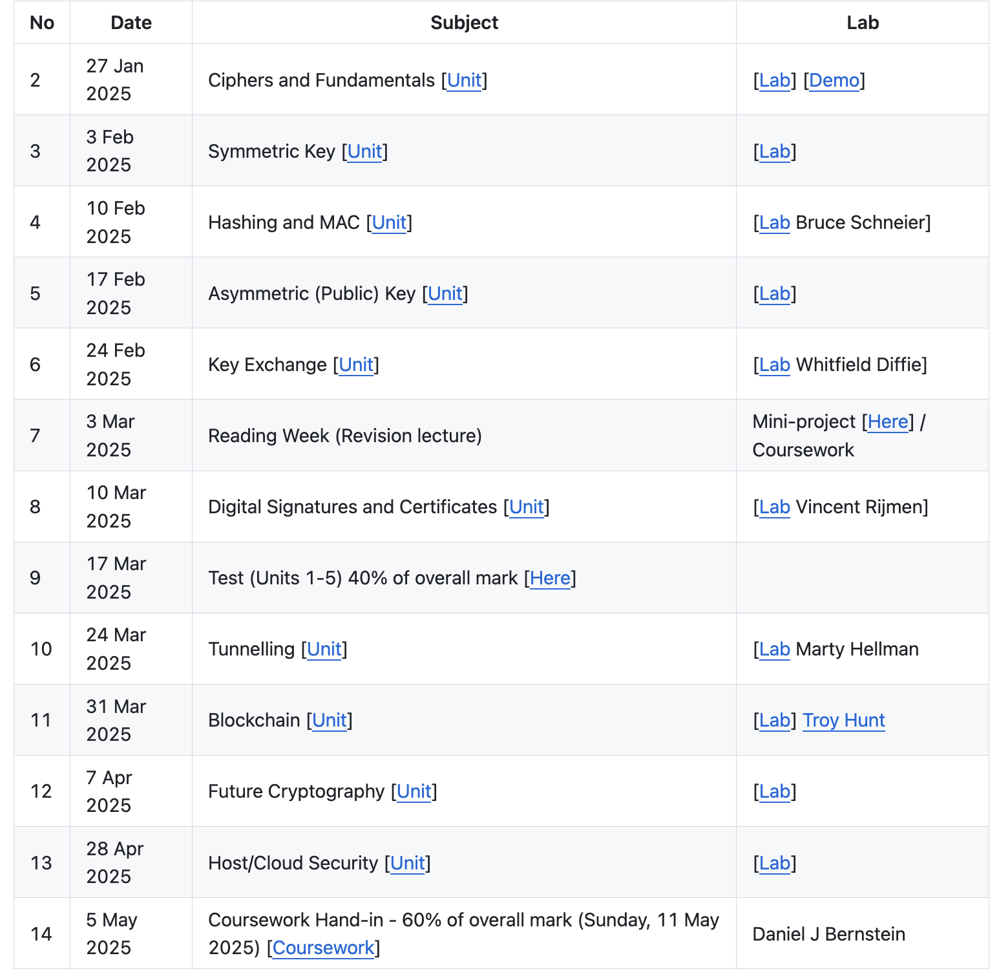 No Date Subject Lab
2 27 Jan 2025 Ciphers and Fundamentals [Unit] [Lab] [Demo]
3 3 Feb 2025 Symmetric Key [Unit] [Lab]
4 10 Feb 2025 Hashing and MAC [Unit] [Lab Bruce Schneier]
5 17 Feb 2025 Asymmetric (Public) Key [Unit] [Lab]
6 24 Feb 2025 Key Exchange [Unit] [Lab Whitfield Diffie]
7 3 Mar 2025 Reading Week (Revision lecture) Mini-project [Here] / Coursework
8 10 Mar 2025 Digital Signatures and Certificates [Unit] [Lab Vincent Rijmen]
9 17 Mar 2025 Test (Units 1-5) 40% of overall mark [Here]
10 24 Mar 2025 Tunnelling [Unit] [Lab Marty Hellman
11 31 Mar 2025 Blockchain [Unit] [Lab] Troy Hunt
12 7 Apr 2025 Future Cryptography [Unit] [Lab]
13 28 Apr 2025 Host/Cloud Security [Unit] [Lab]
14 5 May 2025 Coursework Hand-in - 60% of overall mark (Sunday, 11 May 2025) [Coursework] Daniel J Bernstein